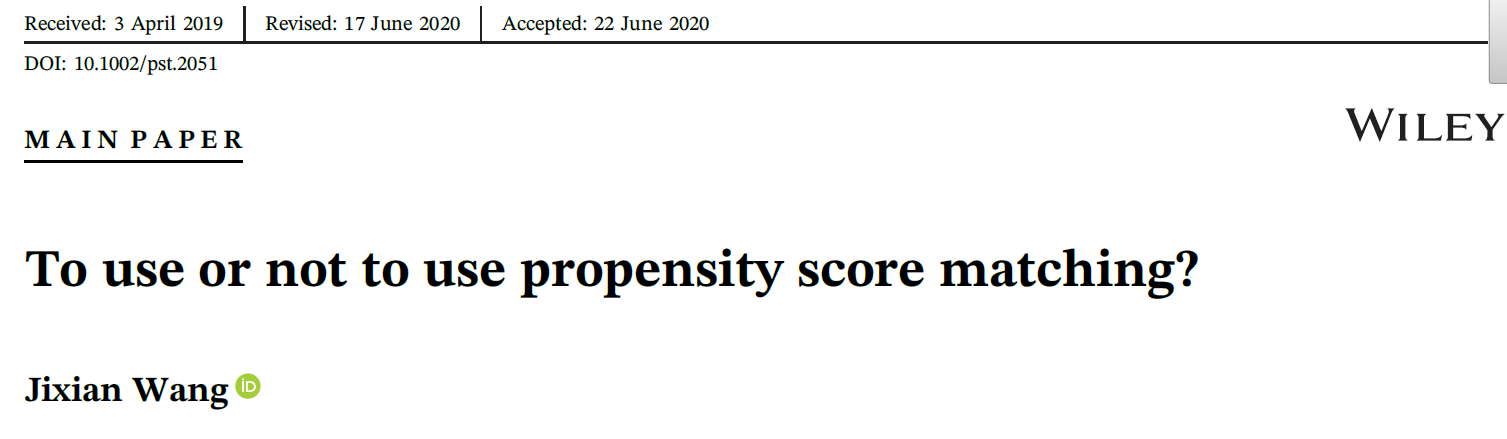 Received: 3 April 2019 Revised: 17 June 2020 Accepted: 22 June 2020
DOI: 10.1002/pst.2051
MAIN PAPER
WILEY
To use or not to use propensity score matching?
Jixian Wang iD